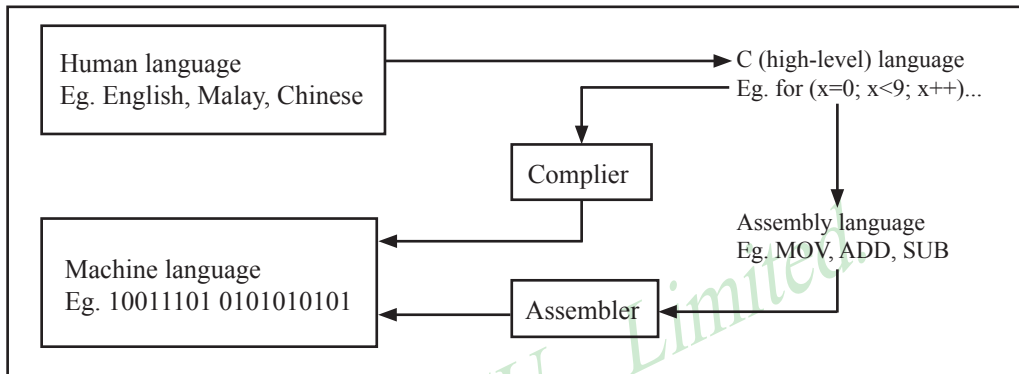 Human language
Eg. English, Malay, Chinese
C (high-level) language
Eg. for (x=0; x<9; x++)...
Complier
Assembly language
Eg. MOV, ADD, SUB
Machine language
Eg. 10011101 0101010101
Assembler
Limited.